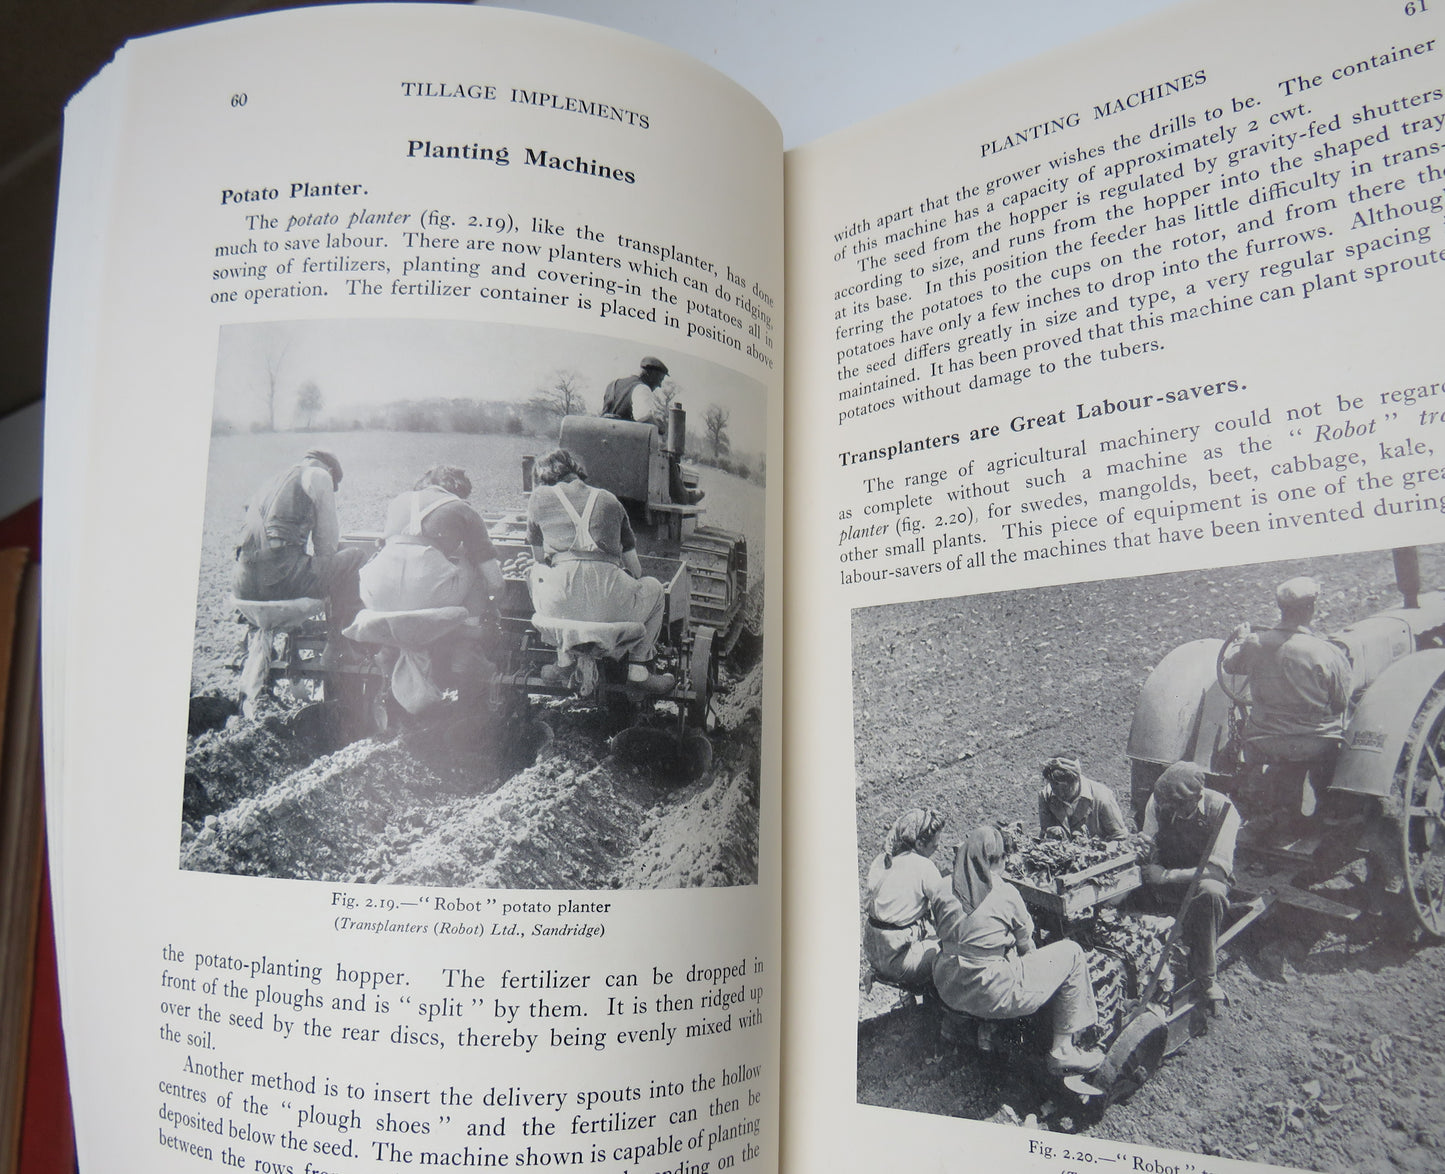 60
TILLAGE IMPLEMENTS
Planting Machines
Potato Planter.
The potato planter (fig. 2.19), like the transplanter, has done
much to save labour. There are now planters which can do ridging,
sowing of fertilizers, planting and covering-in the potatoes all in
one operation. The fertilizer container is placed in position above
Fig. 2.19.—“ Robot ” potato planter
(Transplanters (Robot) Ltd., Sandridge)
the potato-planting hopper. The fertilizer can be dropped in
front of the ploughs and is “ split ” by them. It is then ridged up
over the seed by the rear discs, thereby being evenly mixed with
the soil.
Another method is to insert the delivery spouts into the hollow
centres of the “ plough shoes ” and the fertilizer can then be
deposited below the seed. The machine shown is capable of planting
between the rows on the
61
PLANTING MACHINES
width apart that the grower wishes the drills to be. The container
of this machine has a capacity of approximately 2 cwt.
The seed from the hopper is regulated by gravity-fed shutters
according to size, and runs from the hopper into the shaped tray
at its base. In this position the feeder has little difficulty in trans-
ferring the potatoes to the cups on the rotor, and from there the
potatoes have only a few inches to drop into the furrows. Although
the seed differs greatly in size and type, a very regular spacing
maintained. It has been proved that this machine can plant sproute
potatoes without damage to the tubers.
Transplanters are Great Labour-savers.
The range of agricultural machinery could not be regar
as complete without such a machine as the “ Robot ” tra
planter (fig. 2.20), for swedes, mangolds, beet, cabbage, kale,
other small plants. This piece of equipment is one of the grea
labour-savers of all the machines that have been invented during
Fig. 2.20.—“ Robot ”